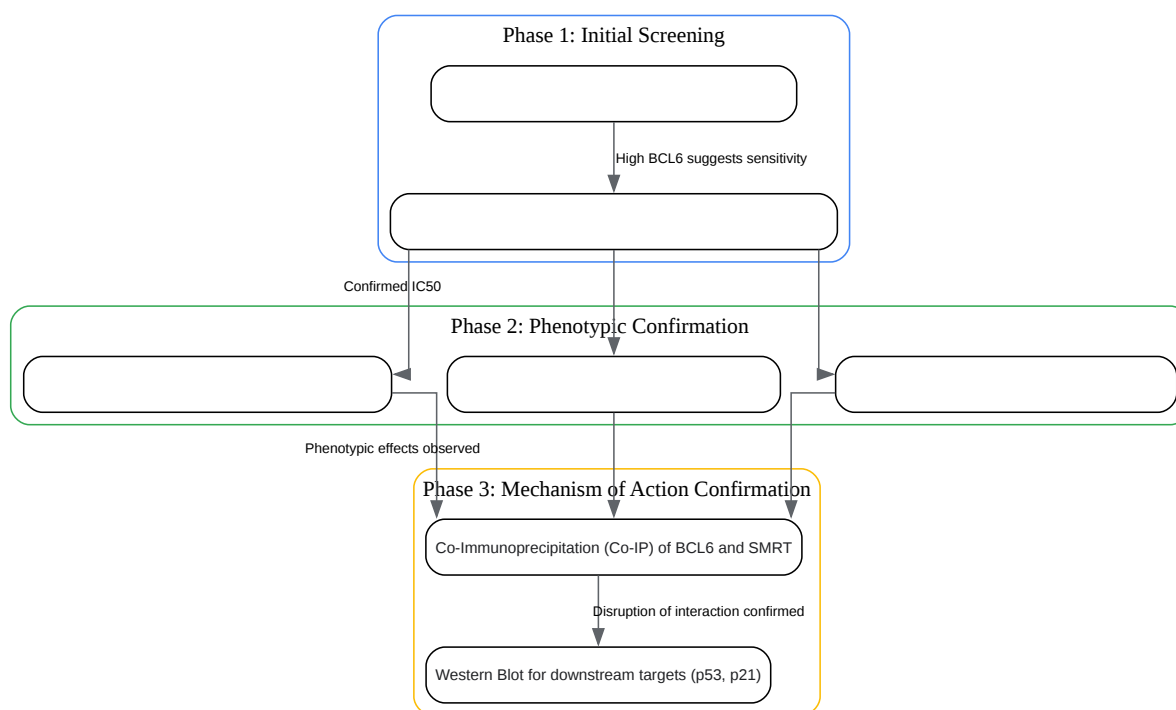 Phase 1: Initial Screening
High BCL6 suggests sensitivity
Confirmed IC50
Phase 2: Phenotypic Confirmation
Phenotypic effects observed
Phase 3: Mechanism of Action Confirmation
Co-Immunoprecipitation (Co-IP) of BCL6 and SMRT
Disruption of interaction confirmed
Western Blot for downstream targets (p53, p21)